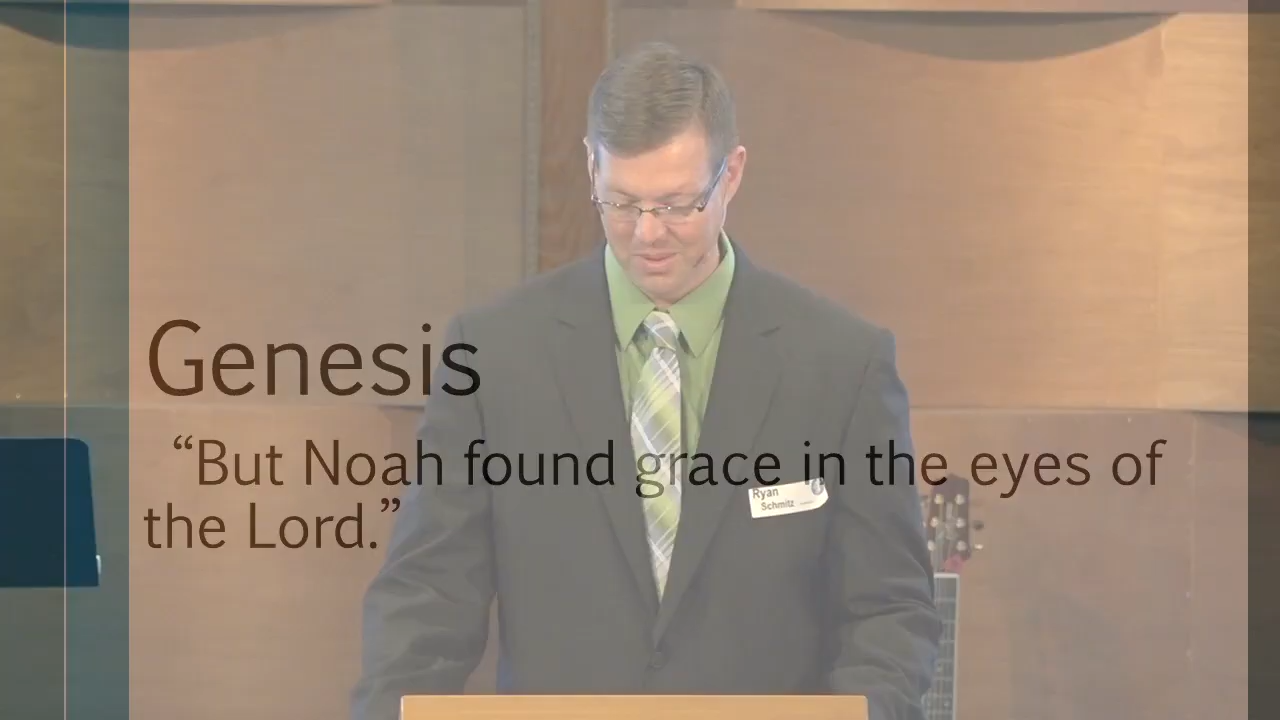 Genesis
“But Noah found grace in the eyes of
the Lord.”
Ryan
Schmitz